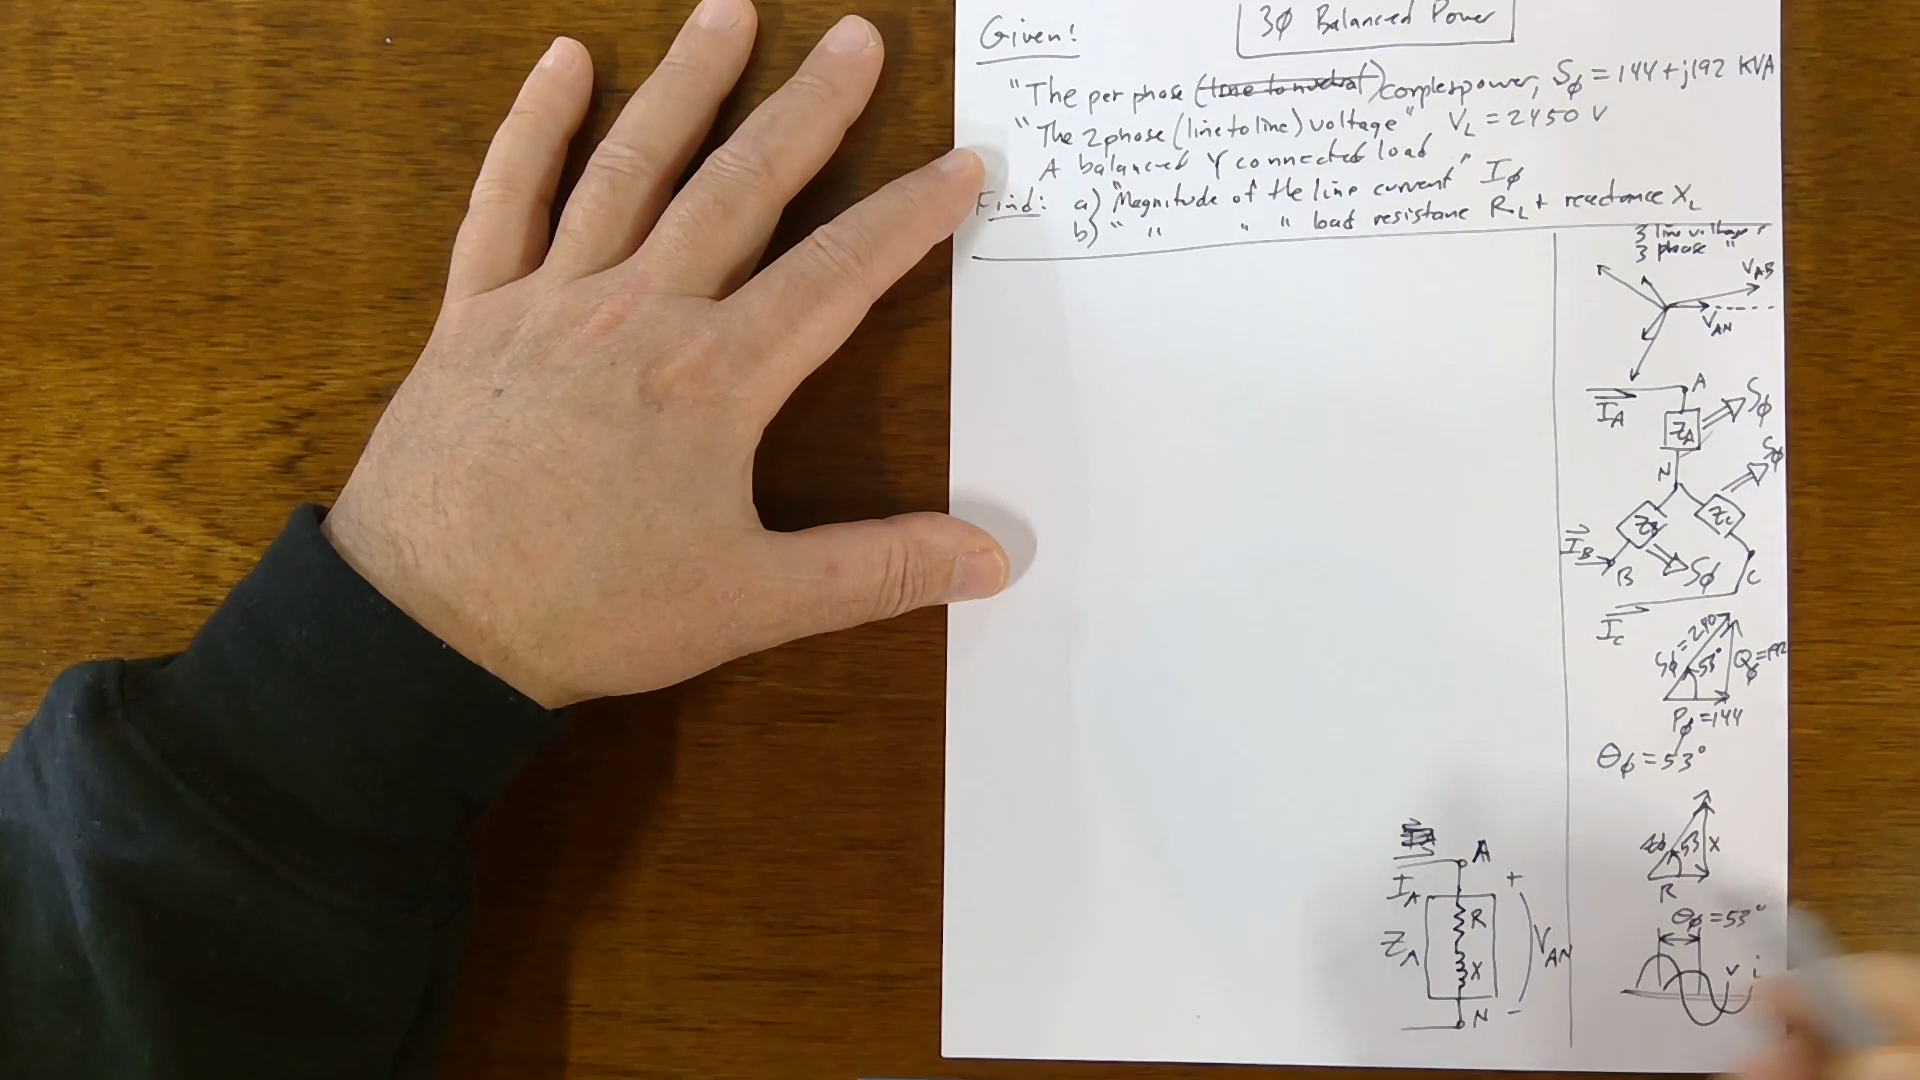 3φ Balanced Power
Given!
"The per phase (line to neutral) complex power, Sφ = 144 + j192 KVA
"The 2 phase (line to line) voltage" VL = 2450 V
A balanced Y connected load
Find: a) "Magnitude of the line current" Iφ
b) " " " " load resistance RL + reactance XL
3 line voltages
3 phase "
VAB
VAN
A
IA
ZA
Sφ
N
Sφ
ZB
ZC
IB
B
Sφ
C
IC
Sφ = 240
53°
Qφ = 192
Pφ = 144
θφ = 53°
Zφ
53
X
R
θφ = 53°
v i
A
IA
+
R
ZA
VAN
X
N
-